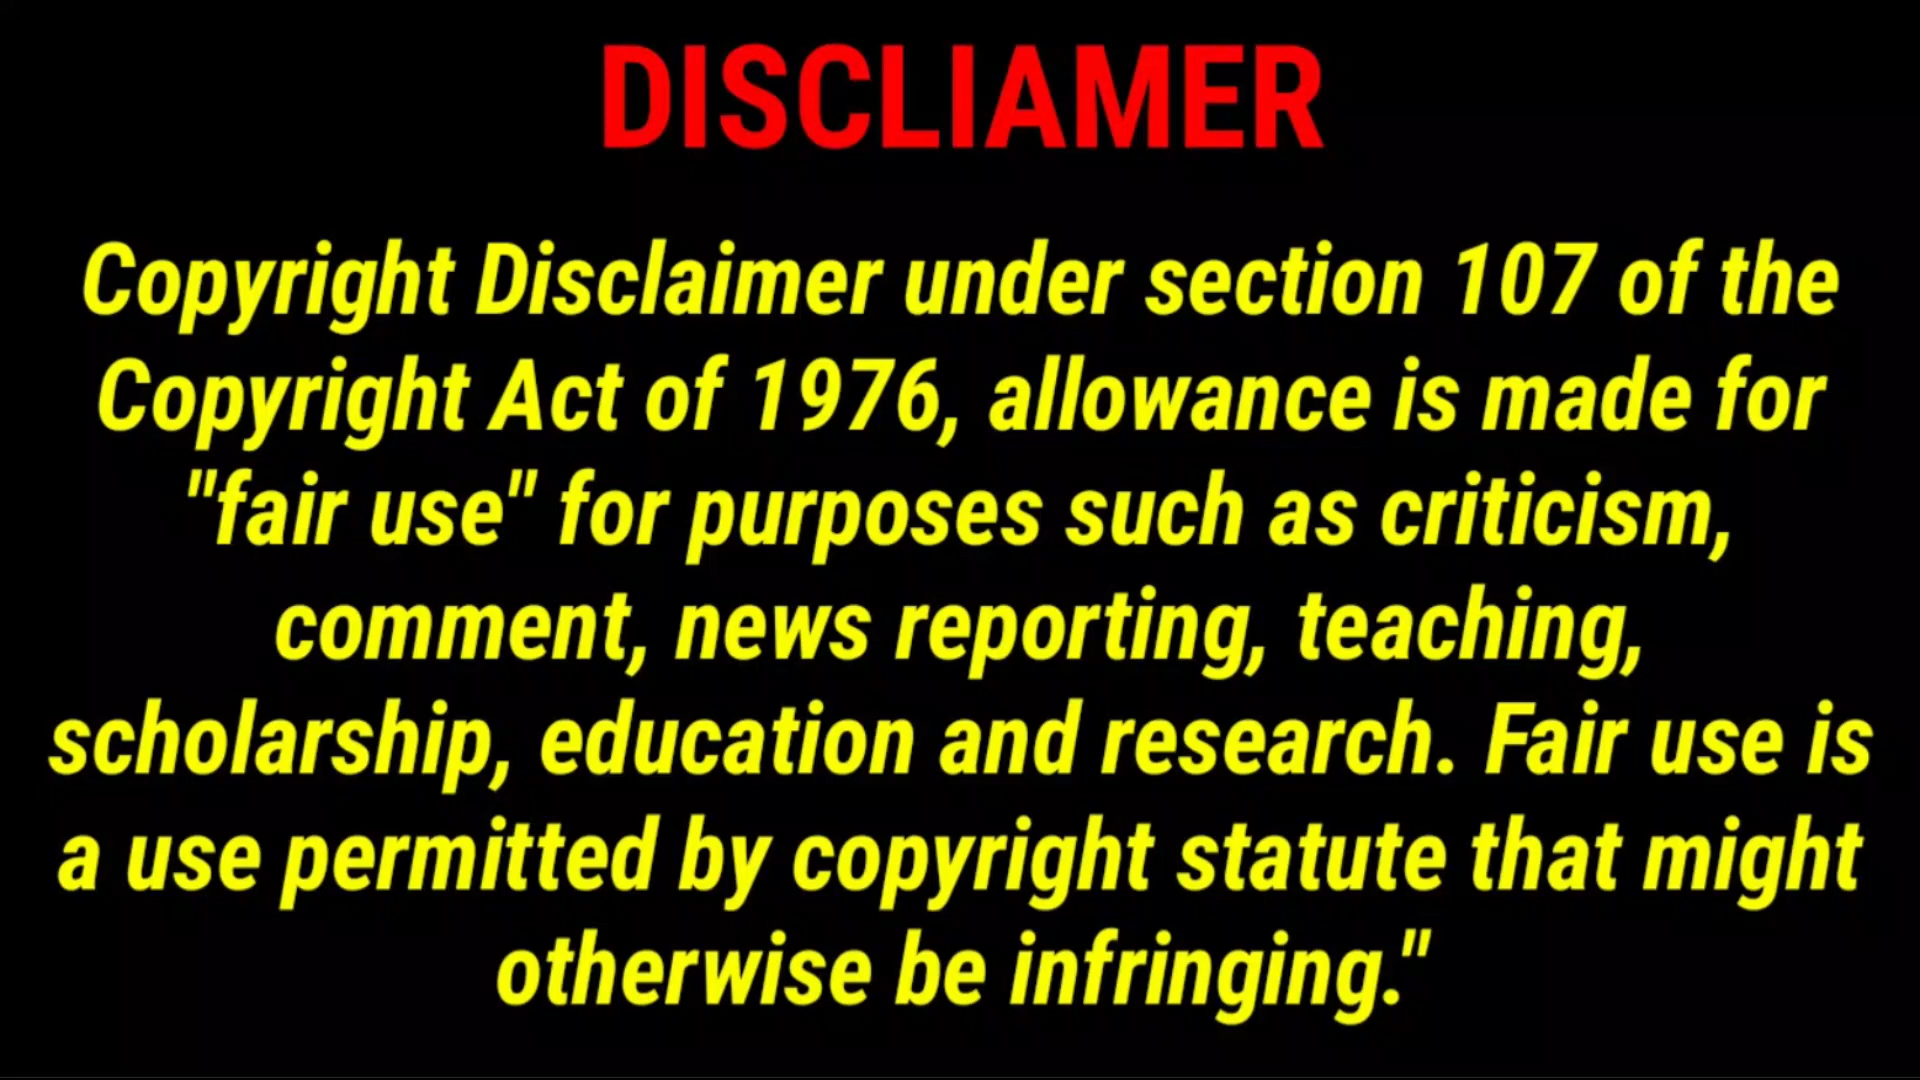 DISCLIAMER
Copyright Disclaimer under section 107 of the
Copyright Act of 1976, allowance is made for
"fair use" for purposes such as criticism,
comment, news reporting, teaching,
scholarship, education and research. Fair use is
a use permitted by copyright statute that might
otherwise be infringing."